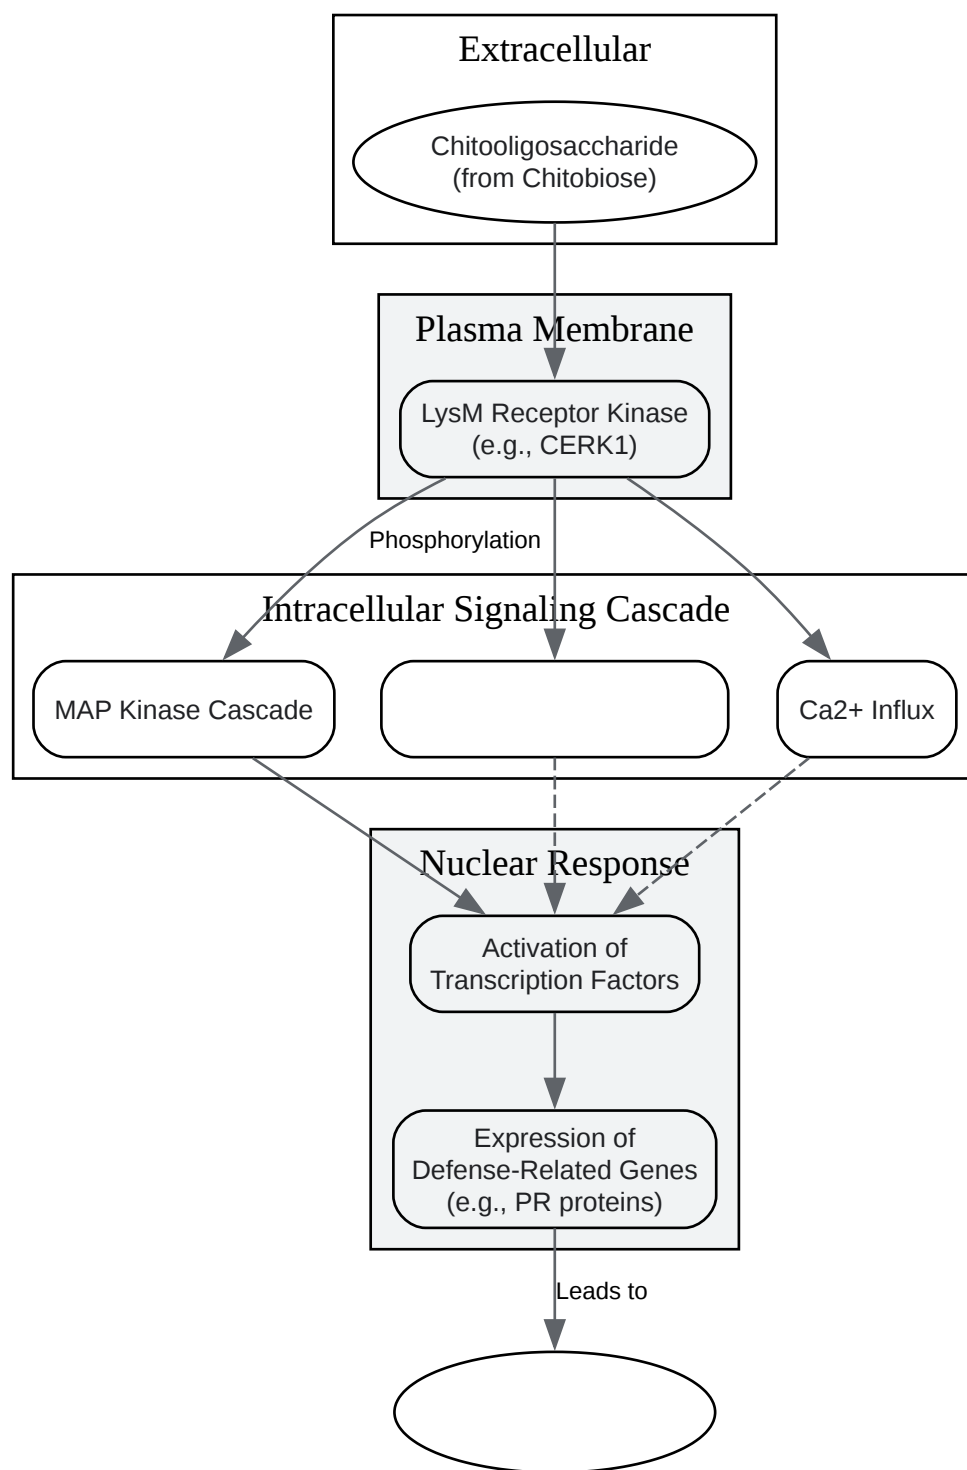 Extracellular
Chitooligosaccharide
(from Chitobiose)
Plasma Membrane
LysM Receptor Kinase
(e.g., CERK1)
Phosphorylation
Intracellular Signaling Cascade
MAP Kinase Cascade
Ca2+ Influx
Nuclear Response
Activation of
Transcription Factors
Expression of
Defense-Related Genes
(e.g., PR proteins)
Leads to